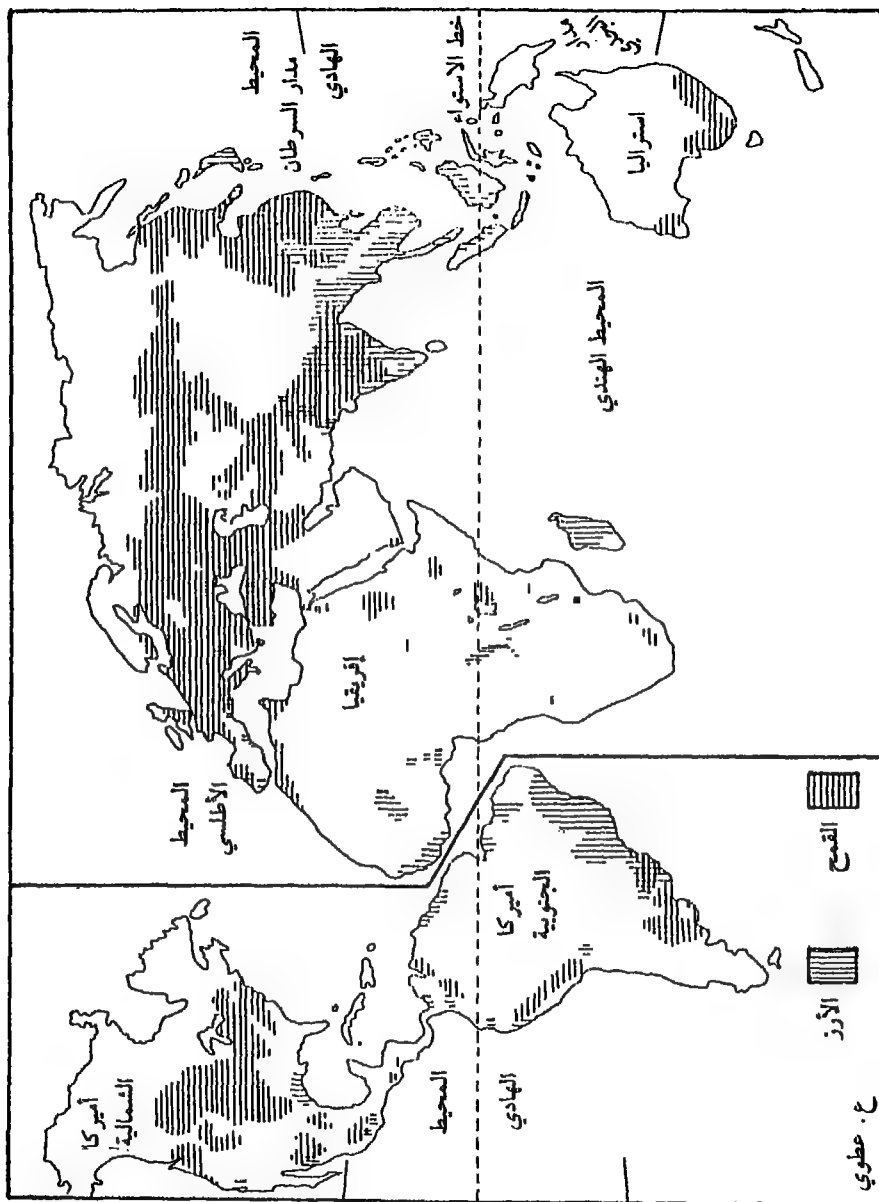 المحيط
الهادي
مدار السرطان
خط الاستواء
استراليا
المحيط الهندي
إفريقيا
المحيط
الأطلسي
أميركا
الشمالية
أميركا
الجنوبية
المحيط
الهادي
القمح
الأرز
ع. عطوي